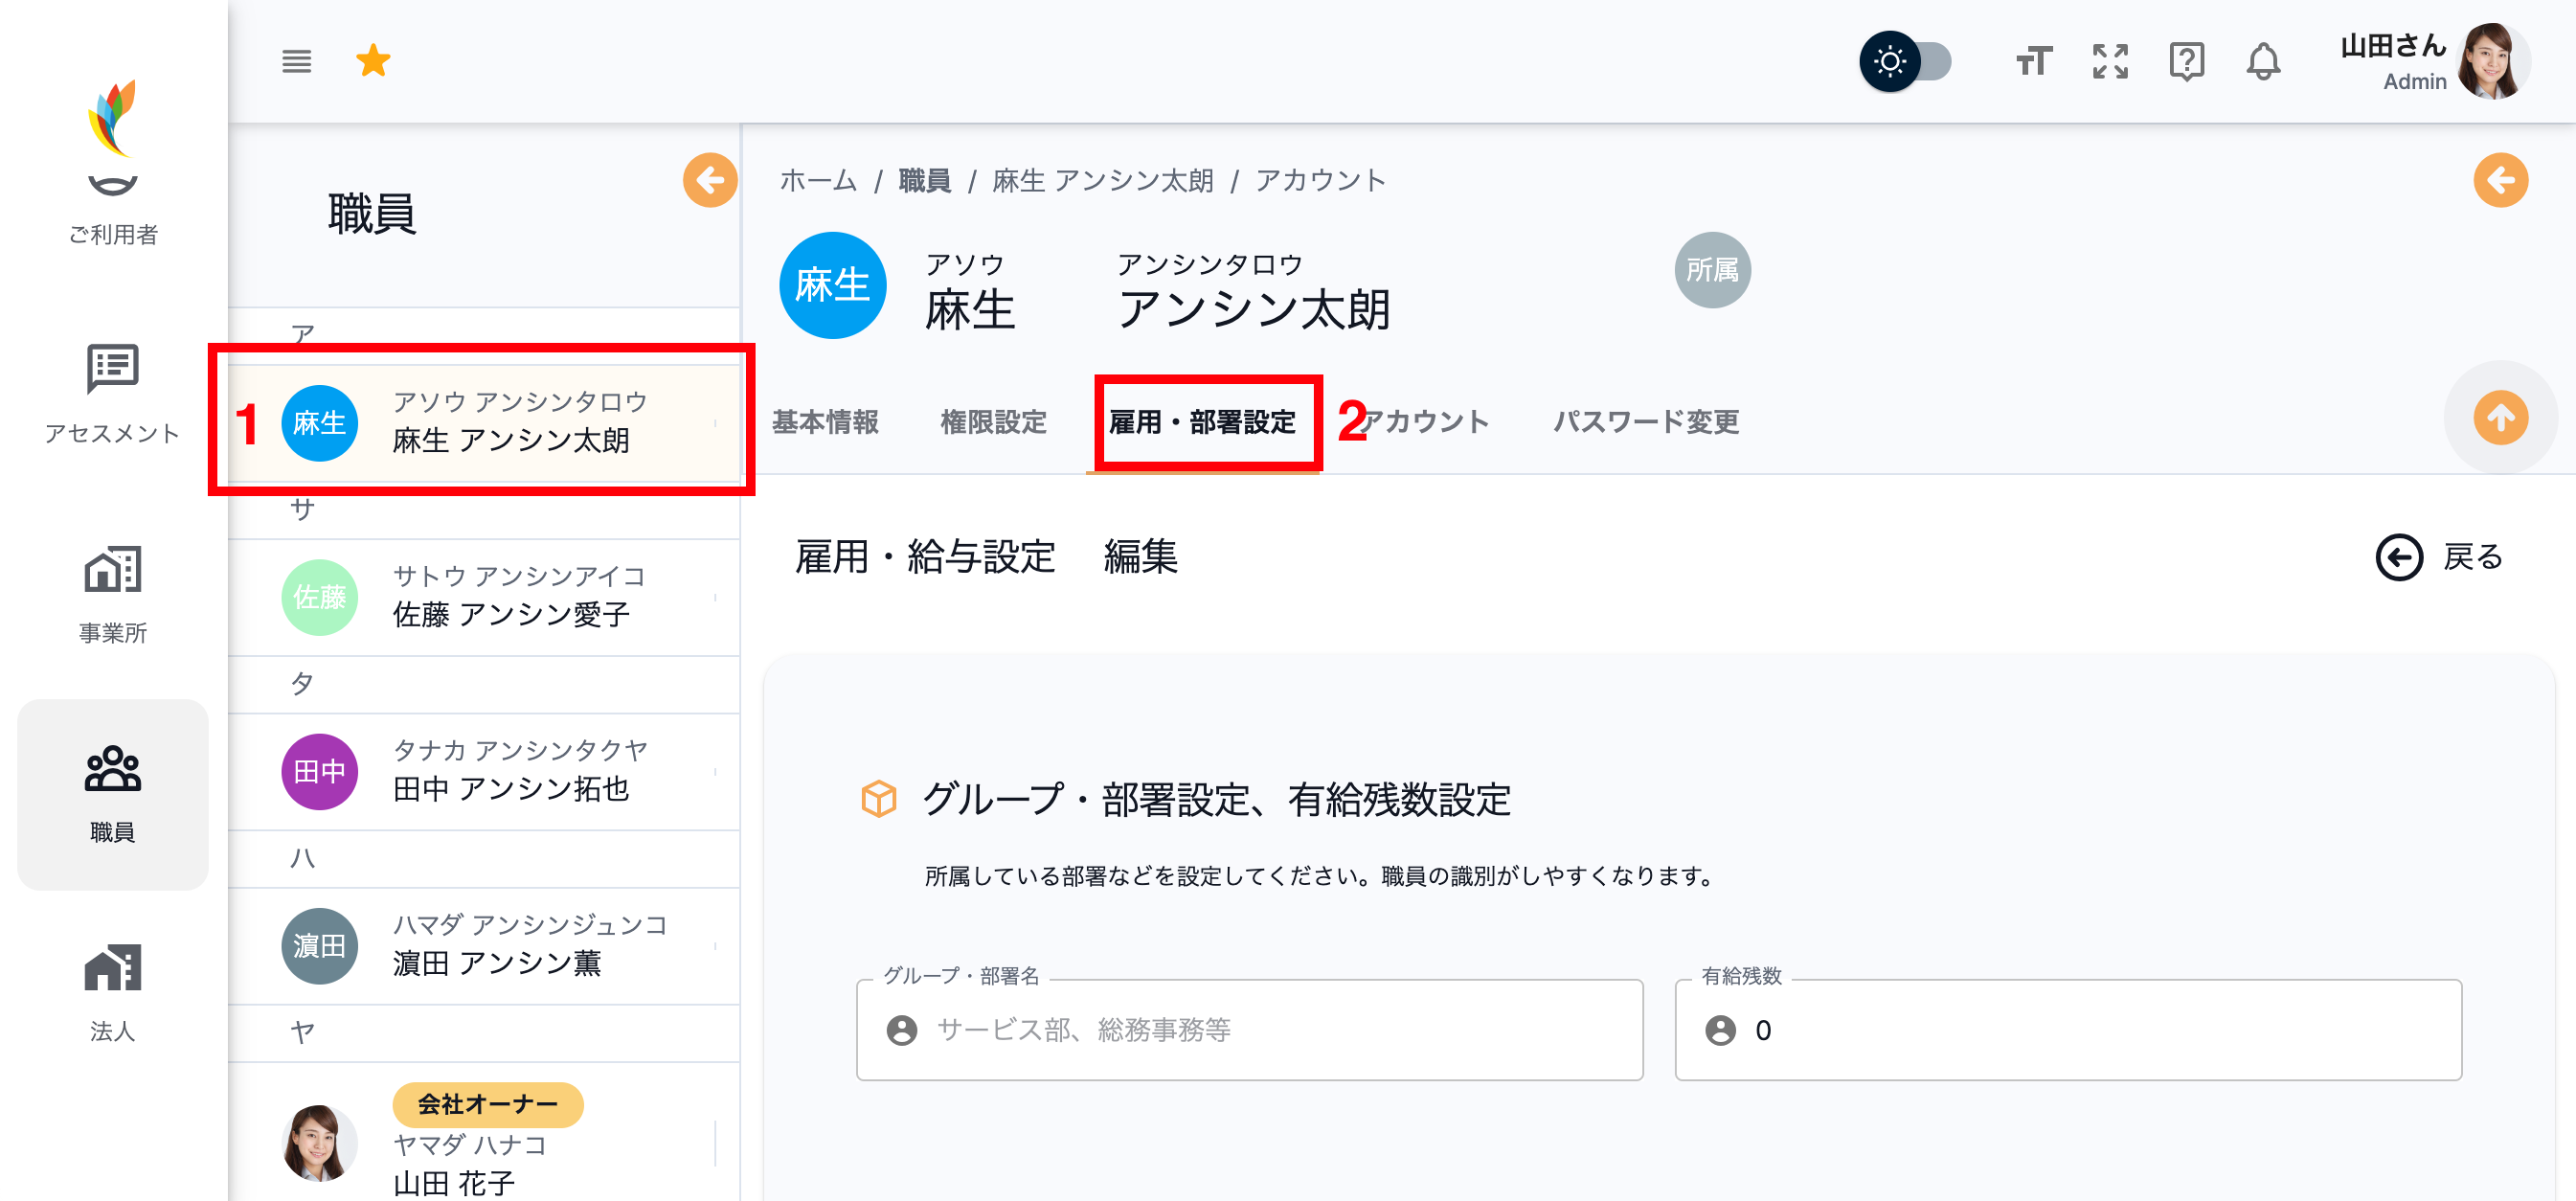 山田さん
Admin
ご利用者
アセスメント
事業所
職員
法人
職員
ア
1
麻生
アソウ アンシンタロウ
麻生 アンシン太朗
サ
佐藤
サトウ アンシンアイコ
佐藤 アンシン愛子
タ
田中
タナカ アンシンタクヤ
田中 アンシン拓也
ハ
濵田
ハマダ アンシンジュンコ
濵田 アンシン薫
ヤ
会社オーナー
ヤマダ ハナコ
山田 花子
ホーム / 職員 / 麻生 アンシン太朗 / アカウント
麻生
アソウ アンシンタロウ
麻生 アンシン太朗
所属
基本情報 権限設定 雇用・部署設定 2 アカウント パスワード変更
雇用・給与設定 編集
戻る
グループ・部署設定、有給残数設定
所属している部署などを設定してください。職員の識別がしやすくなります。
グループ・部署名
サービス部、総務事務等
有給残数
0